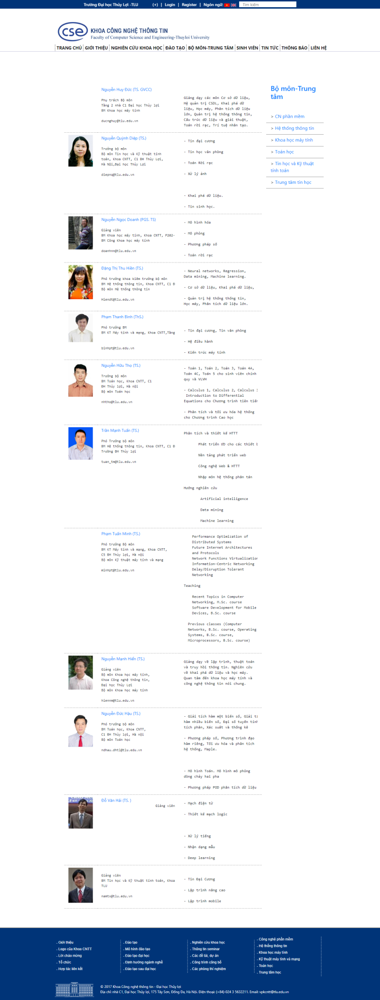 Trường Đại học Thủy Lợi -TLU (+) | Login | Register | Ngôn ngữ: Tìm kiếm
cse KHOA CÔNG NGHỆ THÔNG TIN
Faculty of Computer Science and Engineering-Thuyloi University
TRANG CHỦ GIỚI THIỆU NGHIÊN CỨU KHOA HỌC ĐÀO TẠO BỘ MÔN-TRUNG TÂM SINH VIÊN TIN TỨC THÔNG BÁO LIÊN HỆ
Nguyễn Huy Đức (TS. GVCC)
Phụ trách Bộ môn
Tầng 2 nhà C1 Đại học Thủy lợi
BM Khoa học máy tính
ducnghuy@tlu.edu.vn
Giảng dạy các môn Cơ sở dữ liệu,
Hệ quản trị CSDL, Khai phá dữ
liệu, Học máy, Phân tích dữ liệu
lớn, Quản trị hệ thống thông tin,
Cấu trúc dữ liệu và giải thuật,
Toán rời rạc, Trí tuệ nhân tạo.
Nguyễn Quỳnh Diệp (TS.)
Trưởng bộ môn
Bộ môn Tin học và Kỹ thuật tính
toán, Khoa CNTT, C1 ĐH Thủy Lợi,
Hà Nội,Đại học Thủy Lợi
diepnq@tlu.edu.vn
- Tin đại cương
- Tin học văn phòng
- Toán Rời rạc
- Xử lý ảnh
- Khai phá dữ liệu.
- Tin sinh học.
Nguyễn Ngọc Doanh (PGS. TS)
Giảng viên
BM Khoa học máy tính, Khoa CNTT, P202-
BM Công Khoa học máy tính
doanhnn@tlu.edu.vn
- Mô hình hóa
- Mô phỏng
- Phương pháp số
- Toán rời rạc
Đặng Thị Thu Hiền (TS.)
Phó trưởng khoa kiêm trưởng bộ môn
BM Hệ thống thông tin, Khoa CNTT, C1 Đ
Bộ môn Hệ thống thông tin
Hiendt@tlu.edu.vn
- Neural networks, Regression,
Data mining, Machine learning.
- Cơ sở dữ liệu, Khai phá dữ liệu,
- Quản trị hệ thống thống tin,
Học máy, Phân tích dữ liệu lớn.
Phạm Thanh Bình (ThS.)
Phó trưởng BM
BM KT Máy tính và mạng, Khoa CNTT,Tầng
binhpt@tlu.edu.vn
- Tin đại cương, Tin văn phòng
- Hệ điều hành
- Kiến trúc máy tính
Nguyễn Hữu Thọ (TS.)
Trưởng bộ môn
BM Toán học, Khoa CNTT, C1
ĐH Thủy lợi, Hà nội
Bộ môn Toán học
nhtho@tlu.edu.vn
- Toán 1, Toán 2, Toán 3, Toán 4A,
Toán 4C, Toán 5 cho sinh viên chính
quy và VLVH
- Calculus 1, Calculus 2, Calculus
Introduction to Differential
Equations cho Chương trình tiên tiến
- Phân tích và tối ưu hóa hệ thống
cho Chương trình Cao học
Trần Mạnh Tuấn (TS.)
Phó Trưởng bộ môn
BM Hệ thống thông tin, Khoa CNTT, C1 Đ
Trường ĐH Thủy lợi
tuan_tm@tlu.edu.vn
Phân tích và thiết kế HTTT
Phát triển ƯD cho các thiết
Nền tảng phát triển web
Công nghệ Web & HTTT
Nhập môn hệ thống phân tán
Hướng nghiên cứu
Artificial intelligence
Data mining
Machine learning
Phạm Tuấn Minh (TS.)
Phó trưởng Bộ môn
BM KT Máy tính và mạng, Khoa CNTT,
C5 ĐH Thủy lợi, Hà nội
Bộ môn Kỹ thuật máy tính và mạng
minhpt@tlu.edu.vn
Performance Optimization of
Distributed Systems
Future Internet Architectures
and Protocols
Network Functions Virtualization
Information-Centric Networking
Delay/Disruption Tolerant
Networking
Teaching
Recent Topics in Computer
Networking, M.Sc. course
Software Development for Mobile
Devices, B.Sc. course
Previous classes (Computer
Networks, B.Sc. course, Operating
Systems, B.Sc. course,
Microprocessors, B.Sc. course)
Nguyễn Mạnh Hiển (TS.)
Giảng viên
Bộ môn Khoa học máy tính,
Khoa Công nghệ thông tin,
Đại học Thủy Lợi
Bộ môn Khoa học máy tính
hiennm@tlu.edu.vn
Giảng dạy về lập trình, thuật toán
và truy hồi thông tin. Nghiên cứu
về khai phá dữ liệu và học máy.
Quan tâm đến khoa học máy tính và
công nghệ thông tin nói chung.
Nguyễn Đức Hậu (TS.)
Phó trưởng bộ môn
BM Toán học, Khoa CNTT,
C1 ĐH Thủy lợi, Hà nội
Bộ môn Toán học
ndhau.dhtl@tlu.edu.vn
- Giải tích hàm một biến số, Giải
hàm nhiều biến số, Đại số tuyến tính
tích phân, Xác suất và thống kê
- Phương pháp số, Phương trình đạo
hàm riêng, Tối ưu hóa và phân tích
hệ thống, Maple.
- Mô hình Toán. Mô hình mô phỏng
dòng chảy hai pha
- Phương pháp POD phân tích dữ liệu
Đỗ Văn Hải (TS. )
Giảng viên
- Mạch điện tử
- Thiết kế mạch logic
- Xử lý tiếng
- Nhận dạng mẫu
- Deep learning
Giảng viên
BM Tin học và Kỹ thuật tính toán, Khoa
TLU
namtx@tlu.edu.vn
- Tin Đại Cương
- Lập trình nâng cao
- Lập trình mobile
Bộ môn-Trung
tâm
> CN phần mềm
> Hệ thống thông tin
> Khoa học máy tính
> Toán học
> Tin học và Kỹ thuật
tính toán
> Trung tâm tin học
- Giới thiệu
- Logo của Khoa CNTT
- Lời chào mừng
- Tổ chức
- Hợp tác liên kết
- Đào tạo
- Mô hình đào tạo
- Đào tạo đại học
- Định hướng ngành nghề
- Đào tạo sau đại học
- Nghiên cứu khoa học
- Thông tin seminar
- Các đề tài, dự án
- Công trình công bố
- Các phòng thí nghiệm
- Công nghệ phần mềm
- Hệ thống thông tin
- Khoa học máy tính
- Kỹ thuật máy tính và mạng
- Toán học
- Trung tâm học
© 2017 Khoa Công nghệ thông tin - Đại học Thủy lợi
Địa chỉ: nhà C1, Đại học Thủy lợi, 175 Tây Sơn, Đống Đa, Hà Nội. Điện thoại: (+84)-024 3 5632211. Email: vpkcntt@tlu.edu.vn